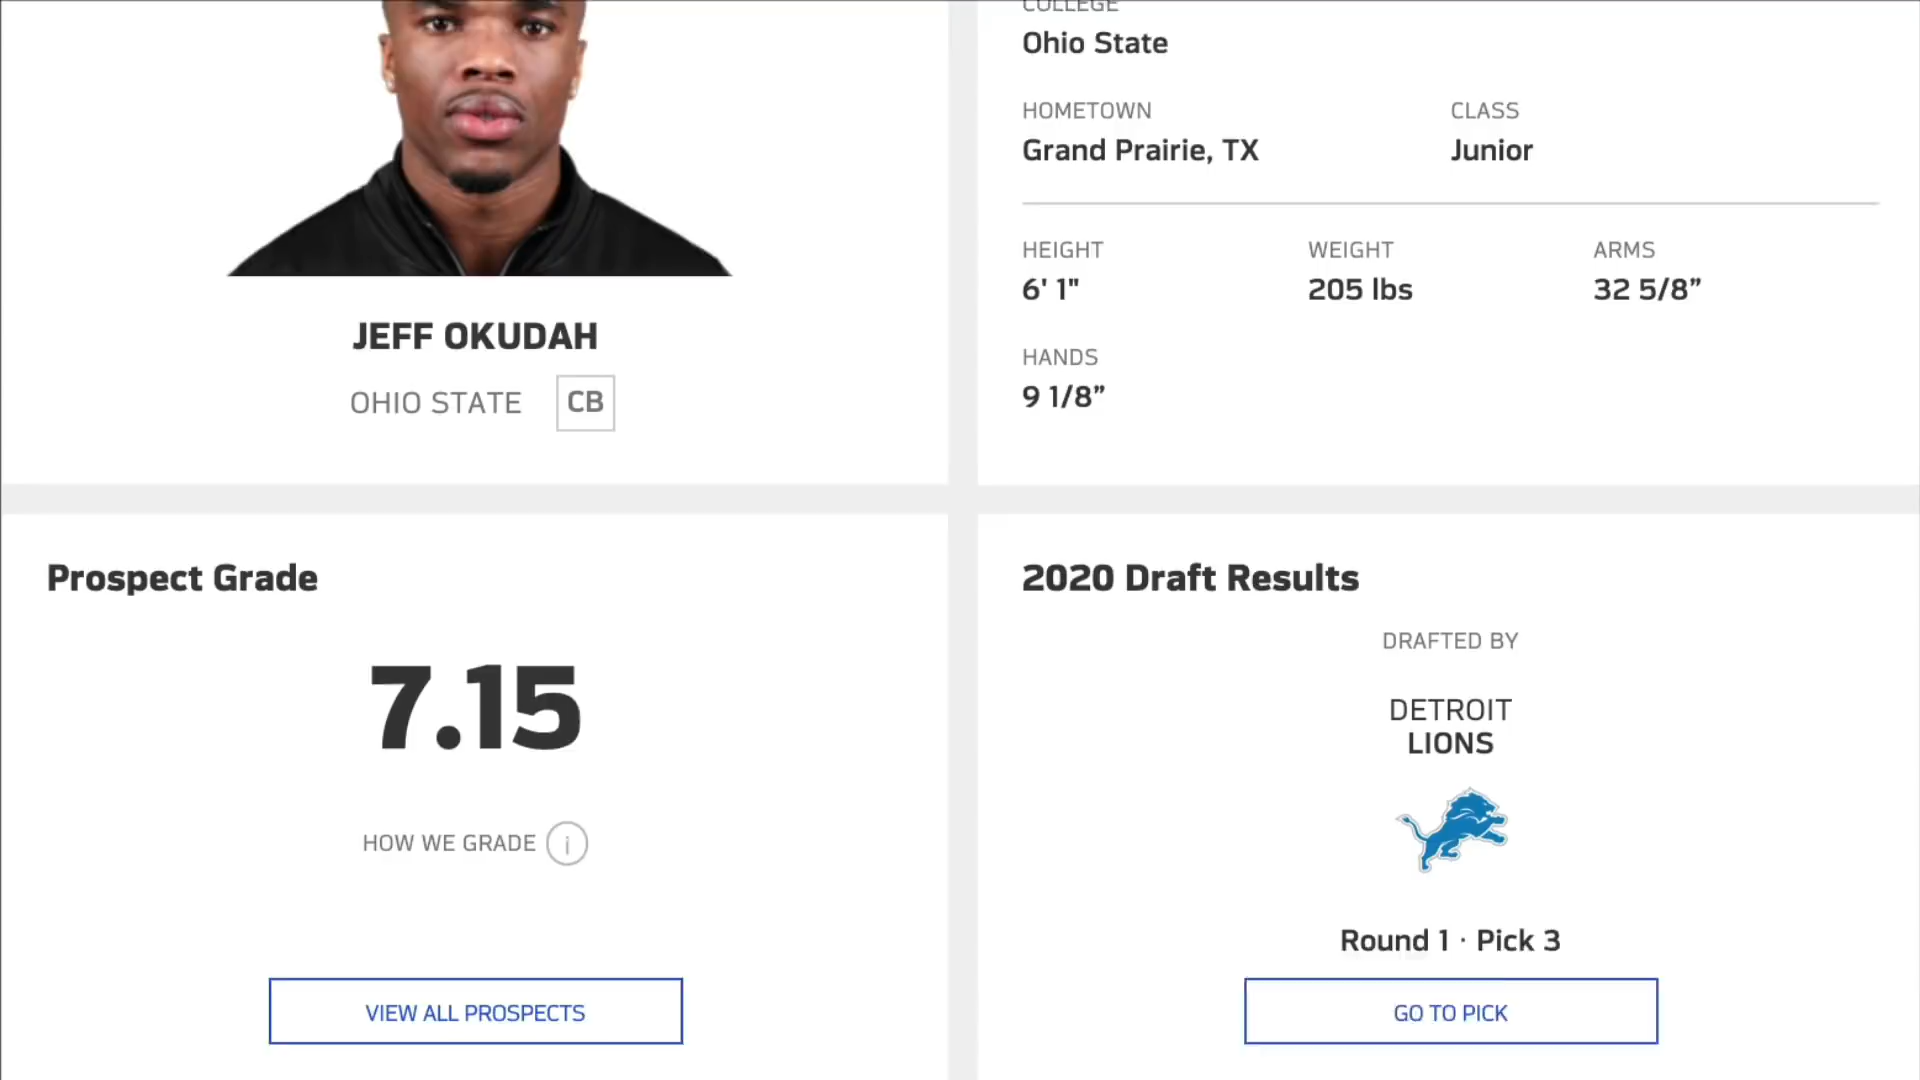 COLLEGE
Ohio State
HOMETOWN
CLASS
Grand Prairie, TX
Junior
HEIGHT
WEIGHT
ARMS
6' 1"
205 lbs
32 5/8”
HANDS
9 1/8”
JEFF OKUDAH
OHIO STATE
CB
Prospect Grade
7.15
HOW WE GRADE i
VIEW ALL PROSPECTS
2020 Draft Results
DRAFTED BY
DETROIT
LIONS
Round 1 · Pick 3
GO TO PICK